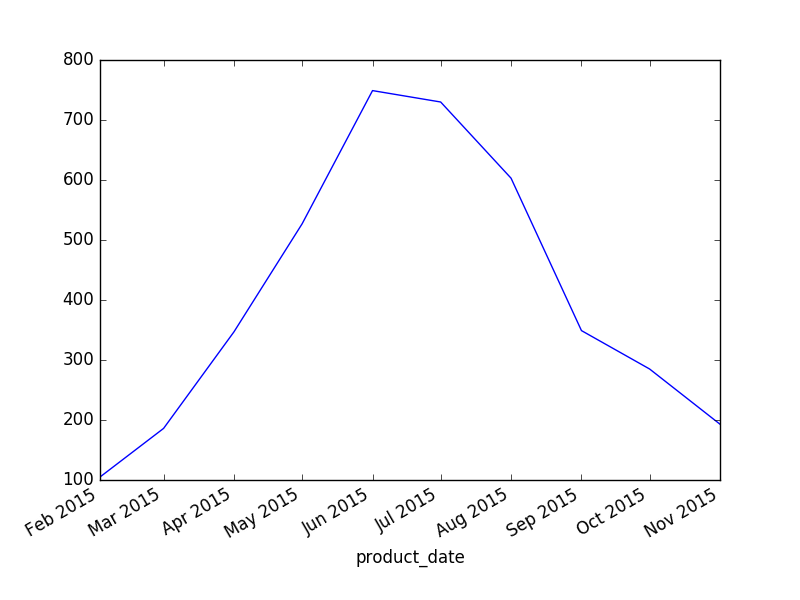 800
700
600
500
400
300
200
100
Feb 2015
Mar 2015
Apr 2015
May 2015
Jun 2015
Jul 2015
Aug 2015
Sep 2015
Oct 2015
Nov 2015
product_date